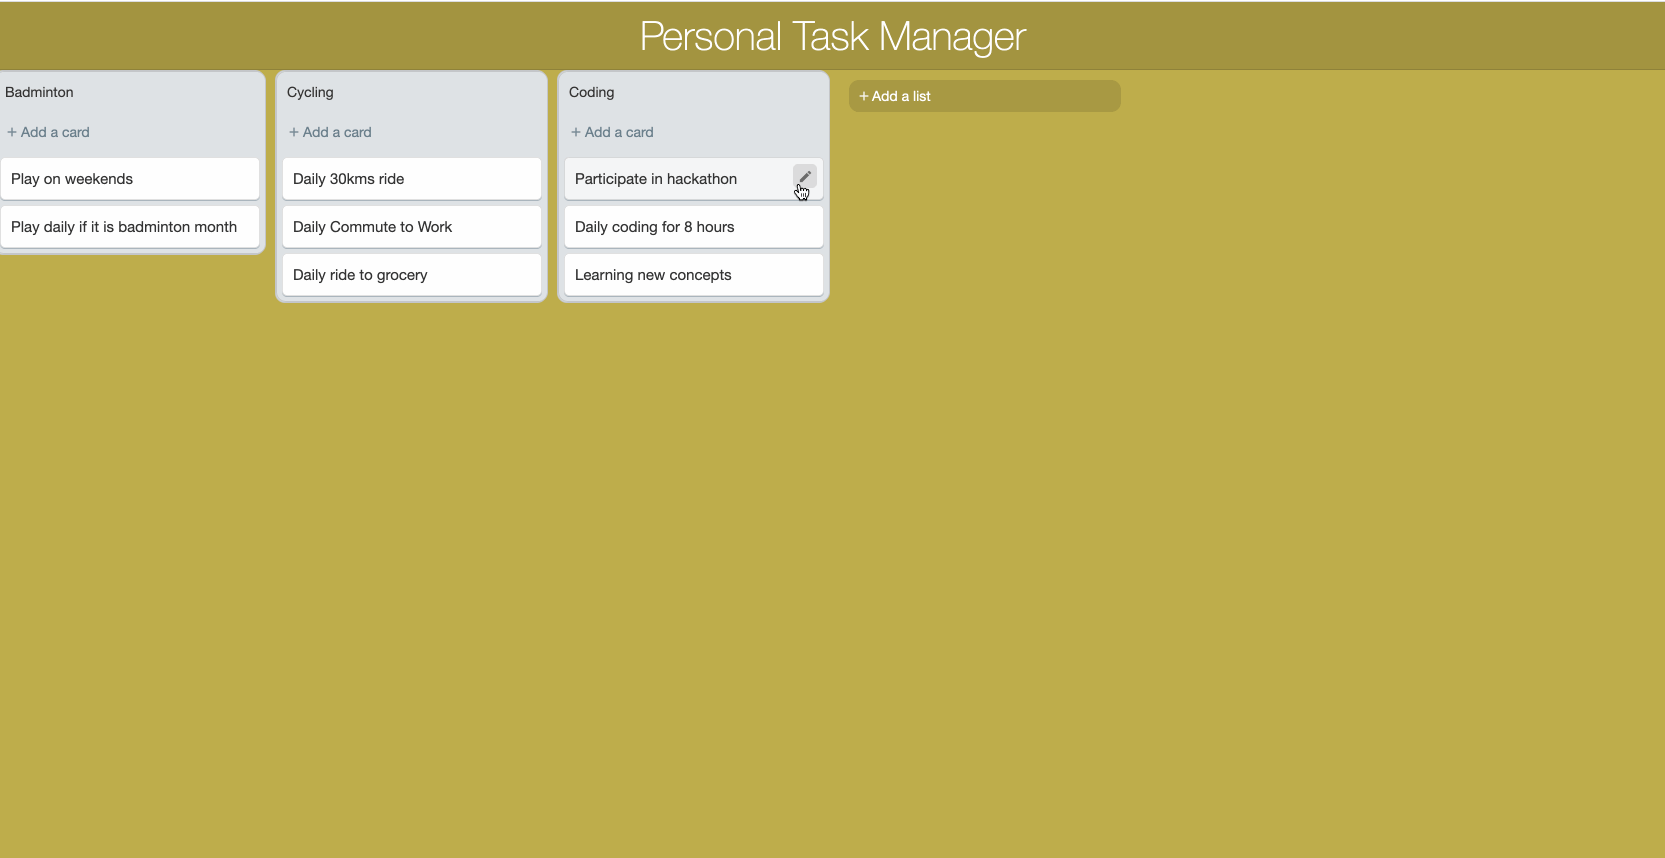 Personal Task Manager
Badminton
+ Add a card
Play on weekends
Play daily if it is badminton month
Cycling
+ Add a card
Daily 30kms ride
Daily Commute to Work
Daily ride to grocery
Coding
+ Add a card
Participate in hackathon
Daily coding for 8 hours
Learning new concepts
+ Add a list